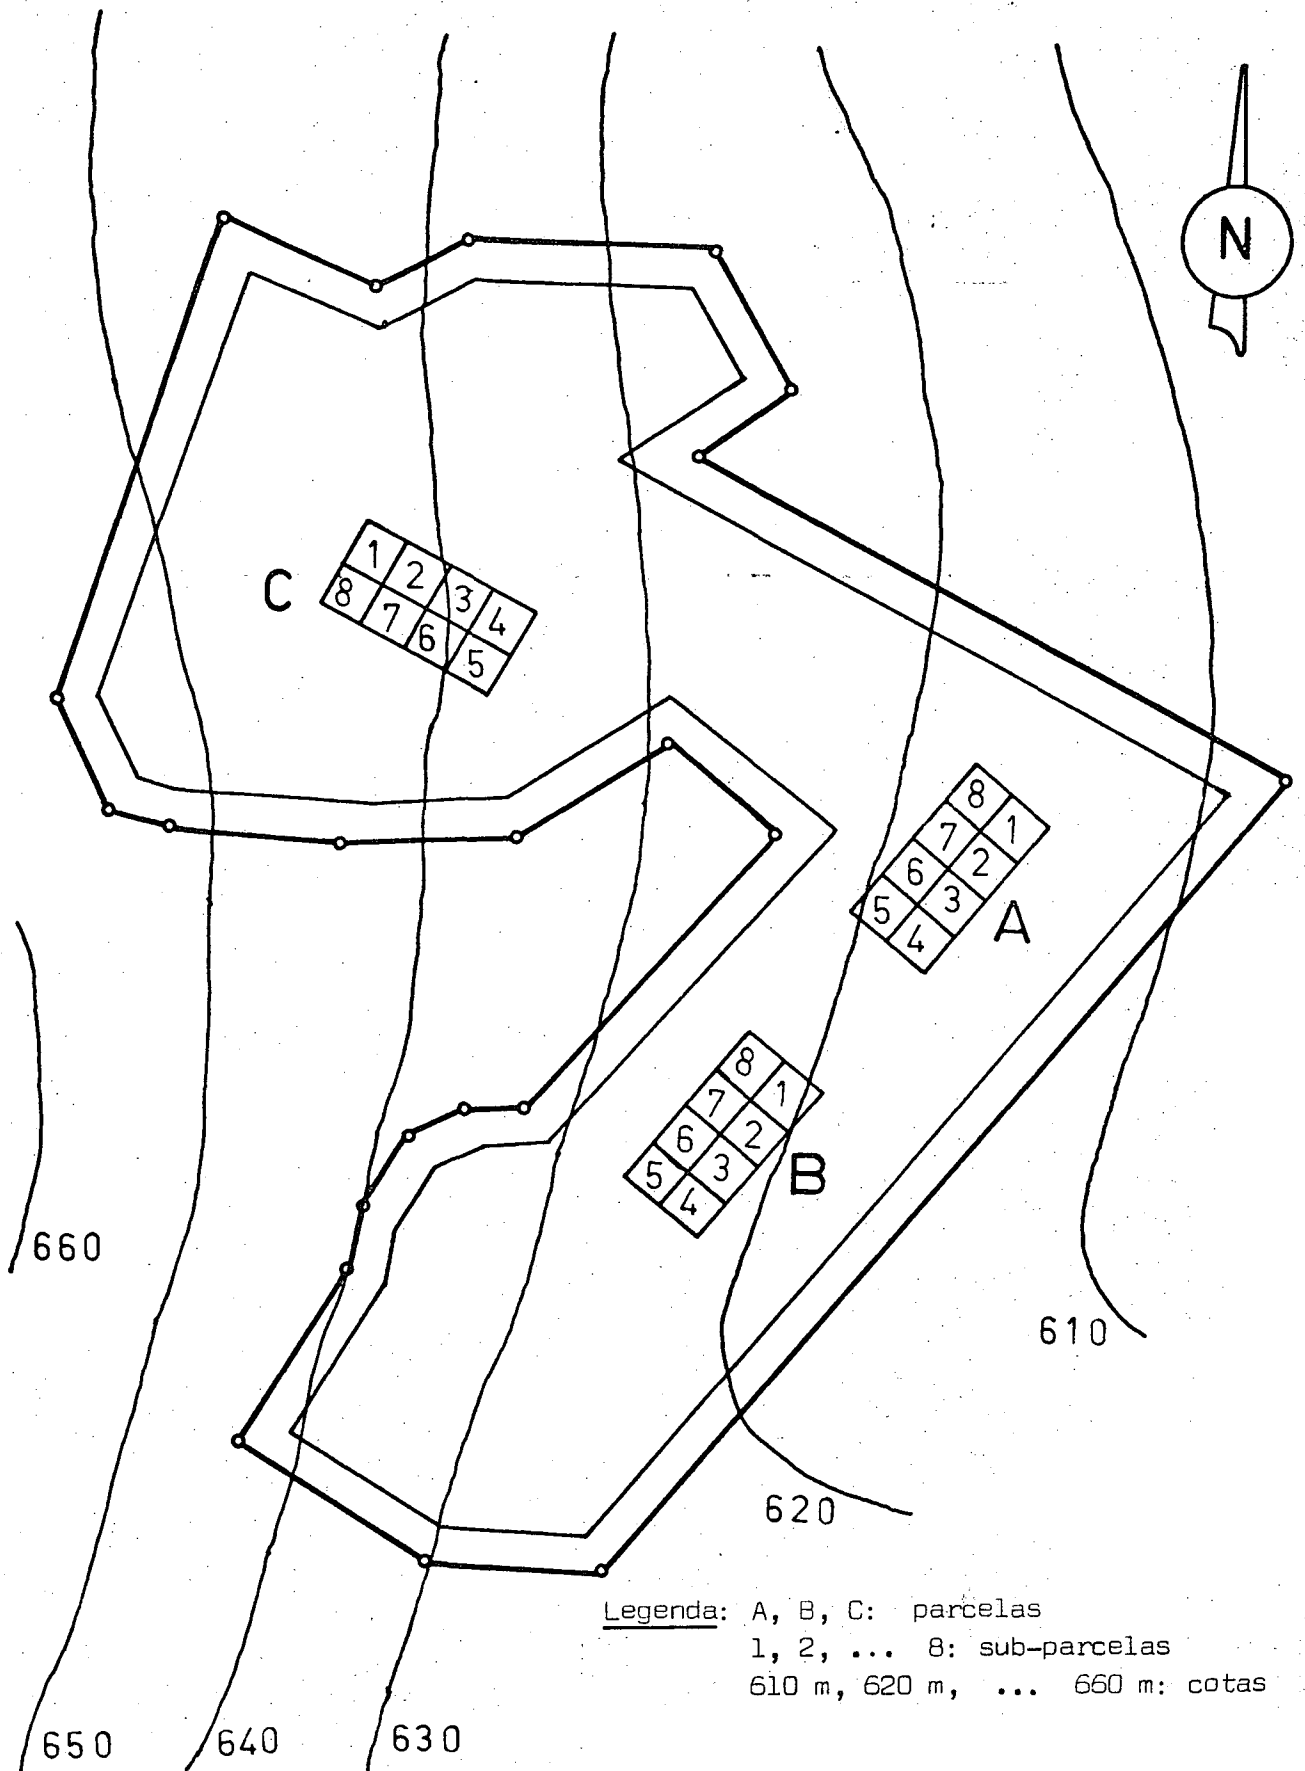 N
C
1 2 3 4
8 7 6 5
8 1
7 2
6 3
5 4
A
8 1
7 2
6 3
5 4
B
660
610
620
Legenda: A, B, C: parcelas
1, 2, ... 8: sub-parcelas
610 m, 620 m, ... 660 m: cotas
650 640 630